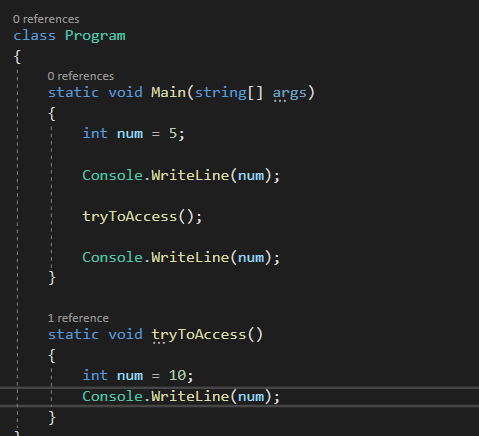 0 references
class Program
{
0 references
static void Main(string[] args)
{
int num = 5;
Console.WriteLine(num);
tryToAccess();
Console.WriteLine(num);
}
1 reference
static void tryToAccess()
{
int num = 10;
Console.WriteLine(num);
}
}